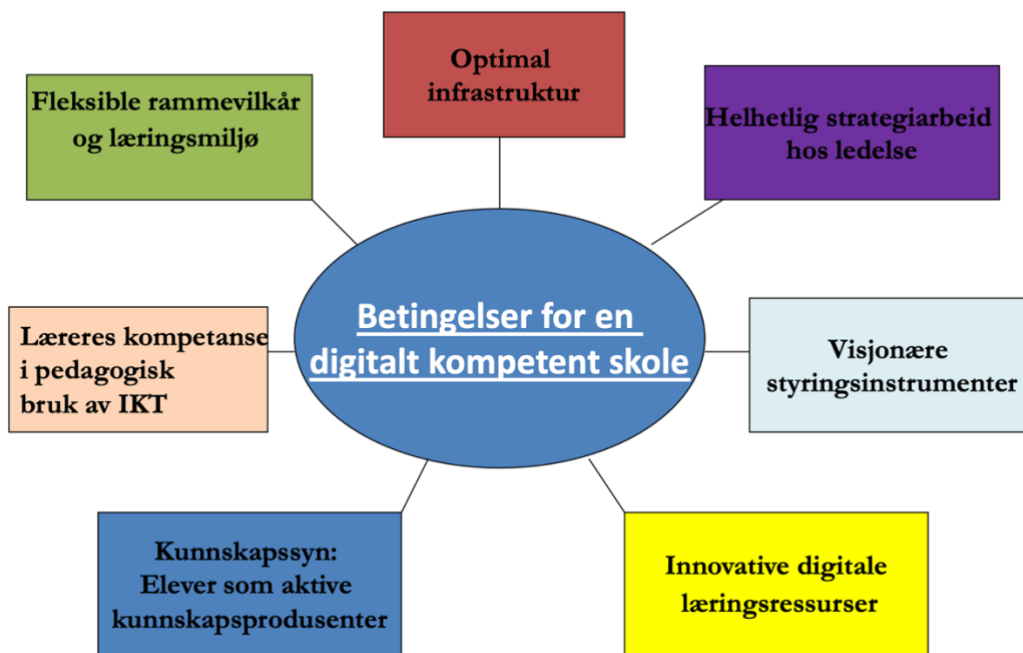 Optimal
infrastruktur
Fleksible rammevilkår
og læringsmiljø
Helhetlig strategiarbeid
hos ledelse
Betingelser for en
digitalt kompetent skole
Læreres kompetanse
i pedagogisk
bruk av IKT
Visjonære
styringsinstrumenter
Kunnskapssyn:
Elever som aktive
kunnskapsprodusenter
Innovative digitale
læringsressurser